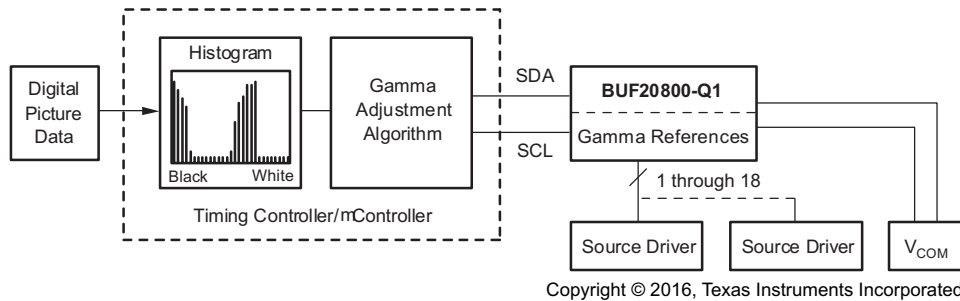 Digital
Picture
Data
Histogram
Black White
Gamma
Adjustment
Algorithm
Timing Controller/mController
SDA
SCL
BUF20800-Q1
Gamma References
1 through 18
Source Driver
Source Driver
VCOM
Copyright © 2016, Texas Instruments Incorporated